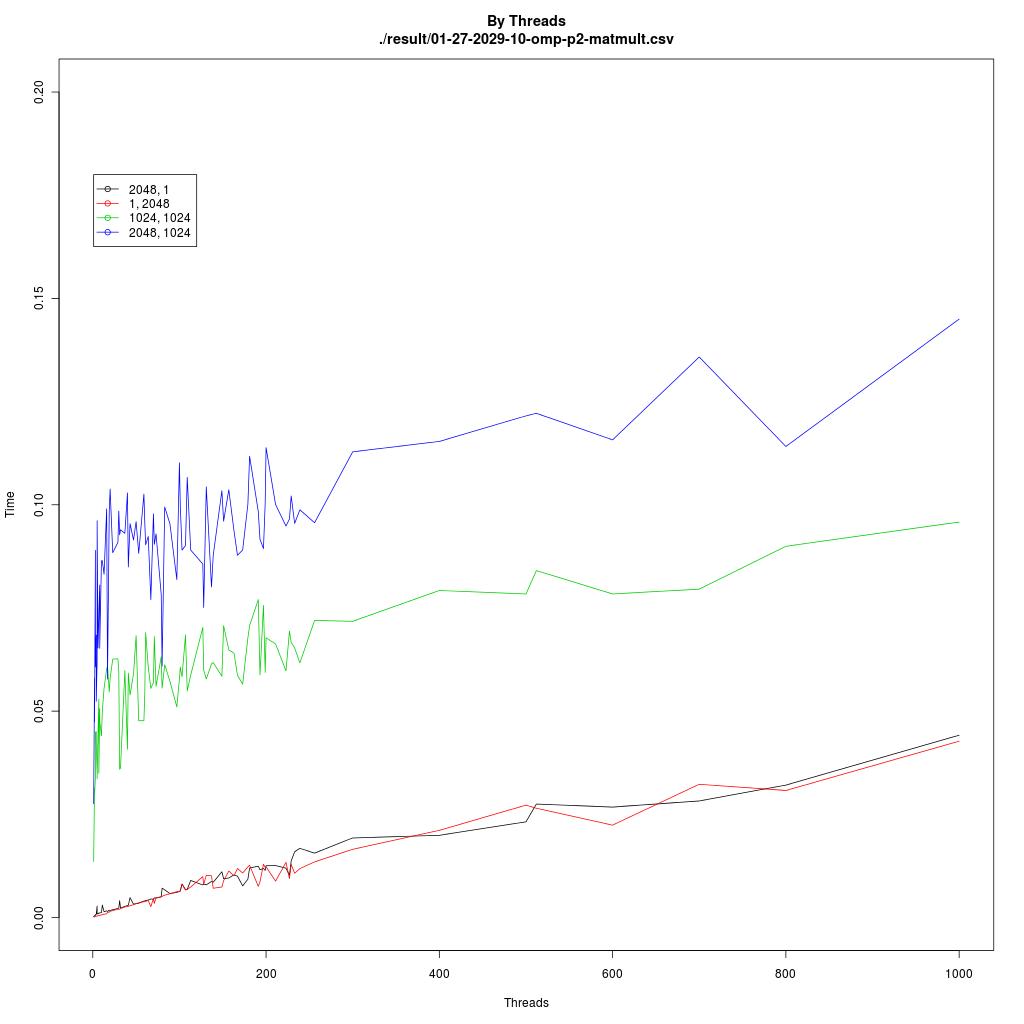 By Threads
./result/01-27-2029-10-omp-p2-matmult.csv
0.20
2048, 1
1, 2048
1024, 1024
2048, 1024
0.15
0.10
Time
0.05
0.00
0 200 400 600 800 1000
Threads